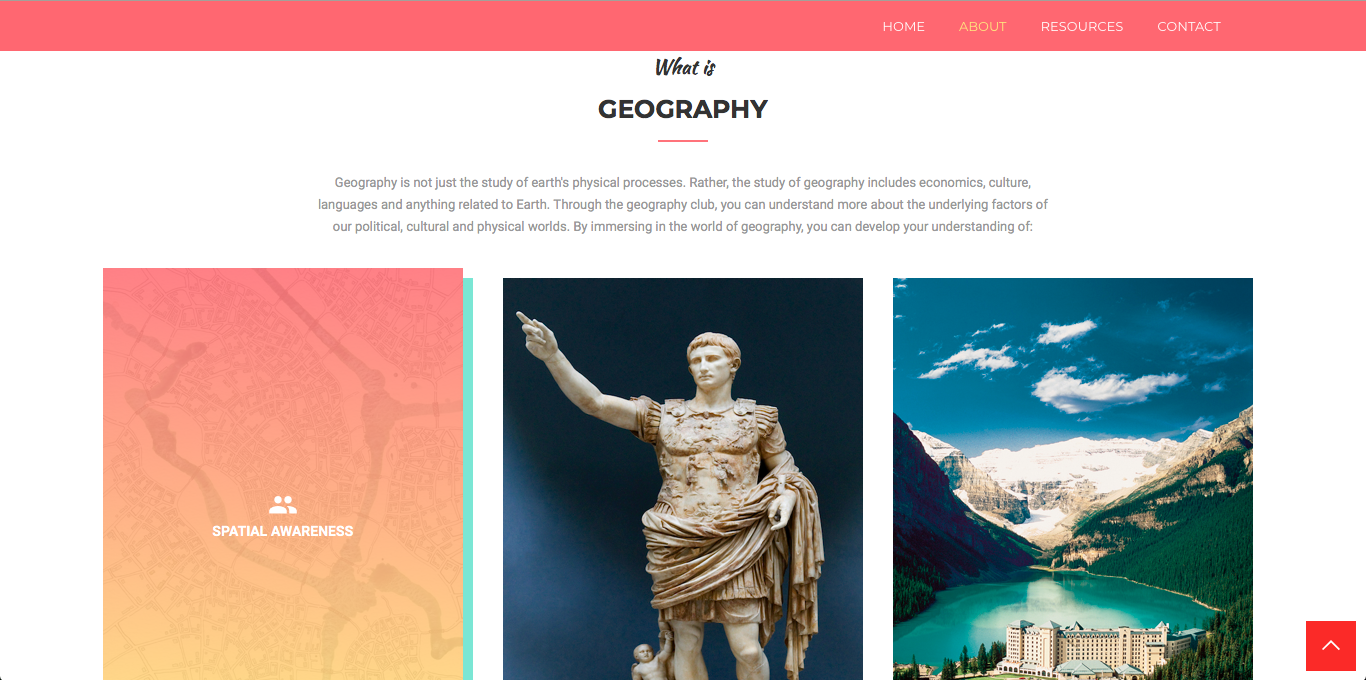 HOME ABOUT RESOURCES CONTACT
What is
GEOGRAPHY
Geography is not just the study of earth's physical processes. Rather, the study of geography includes economics, culture,
languages and anything related to Earth. Through the geography club, you can understand more about the underlying factors of
our political, cultural and physical worlds. By immersing in the world of geography, you can develop your understanding of:
SPATIAL AWARENESS